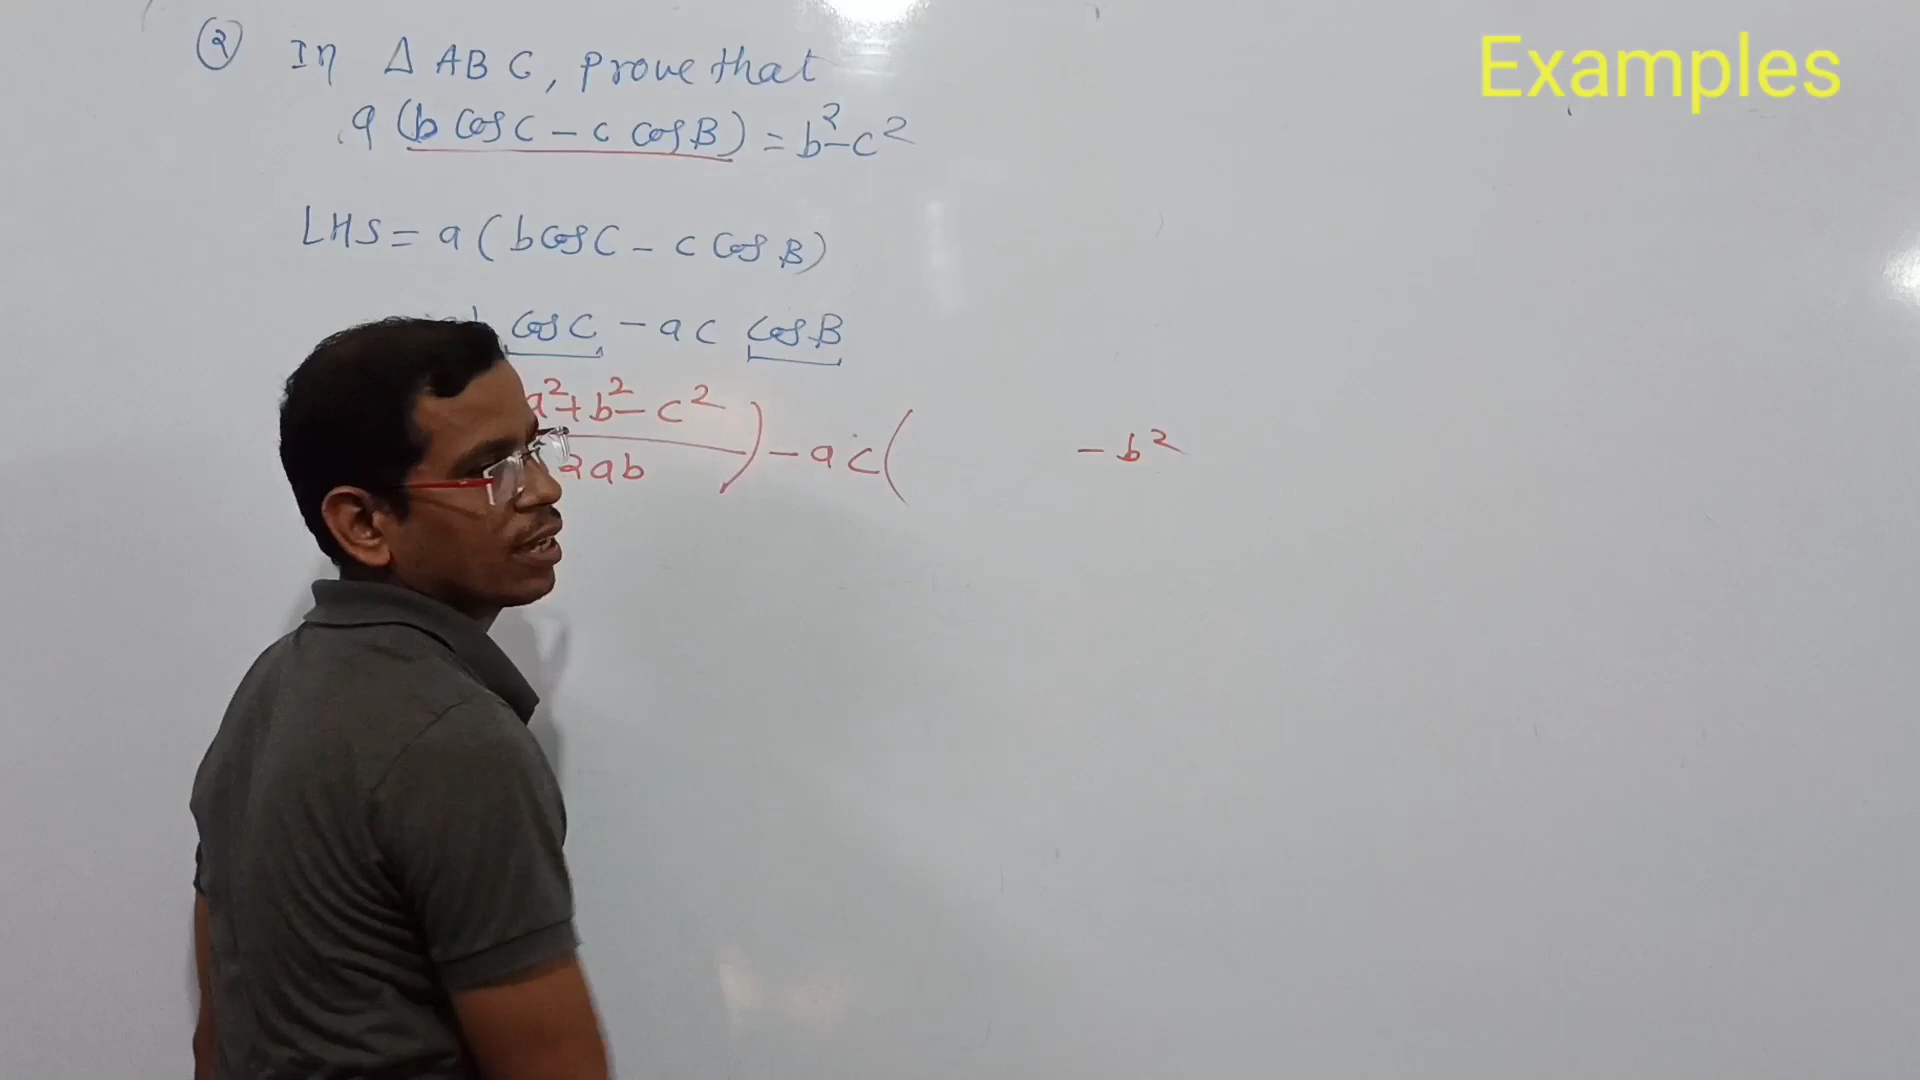 Examples
② In △ ABC, prove that
a (b cos C - c cos B) = b² - c²
LHS = a (b cos C - c cos B)
cos C - ac cos B
a² + b² - c² / 2ab ) - ac ( - b²